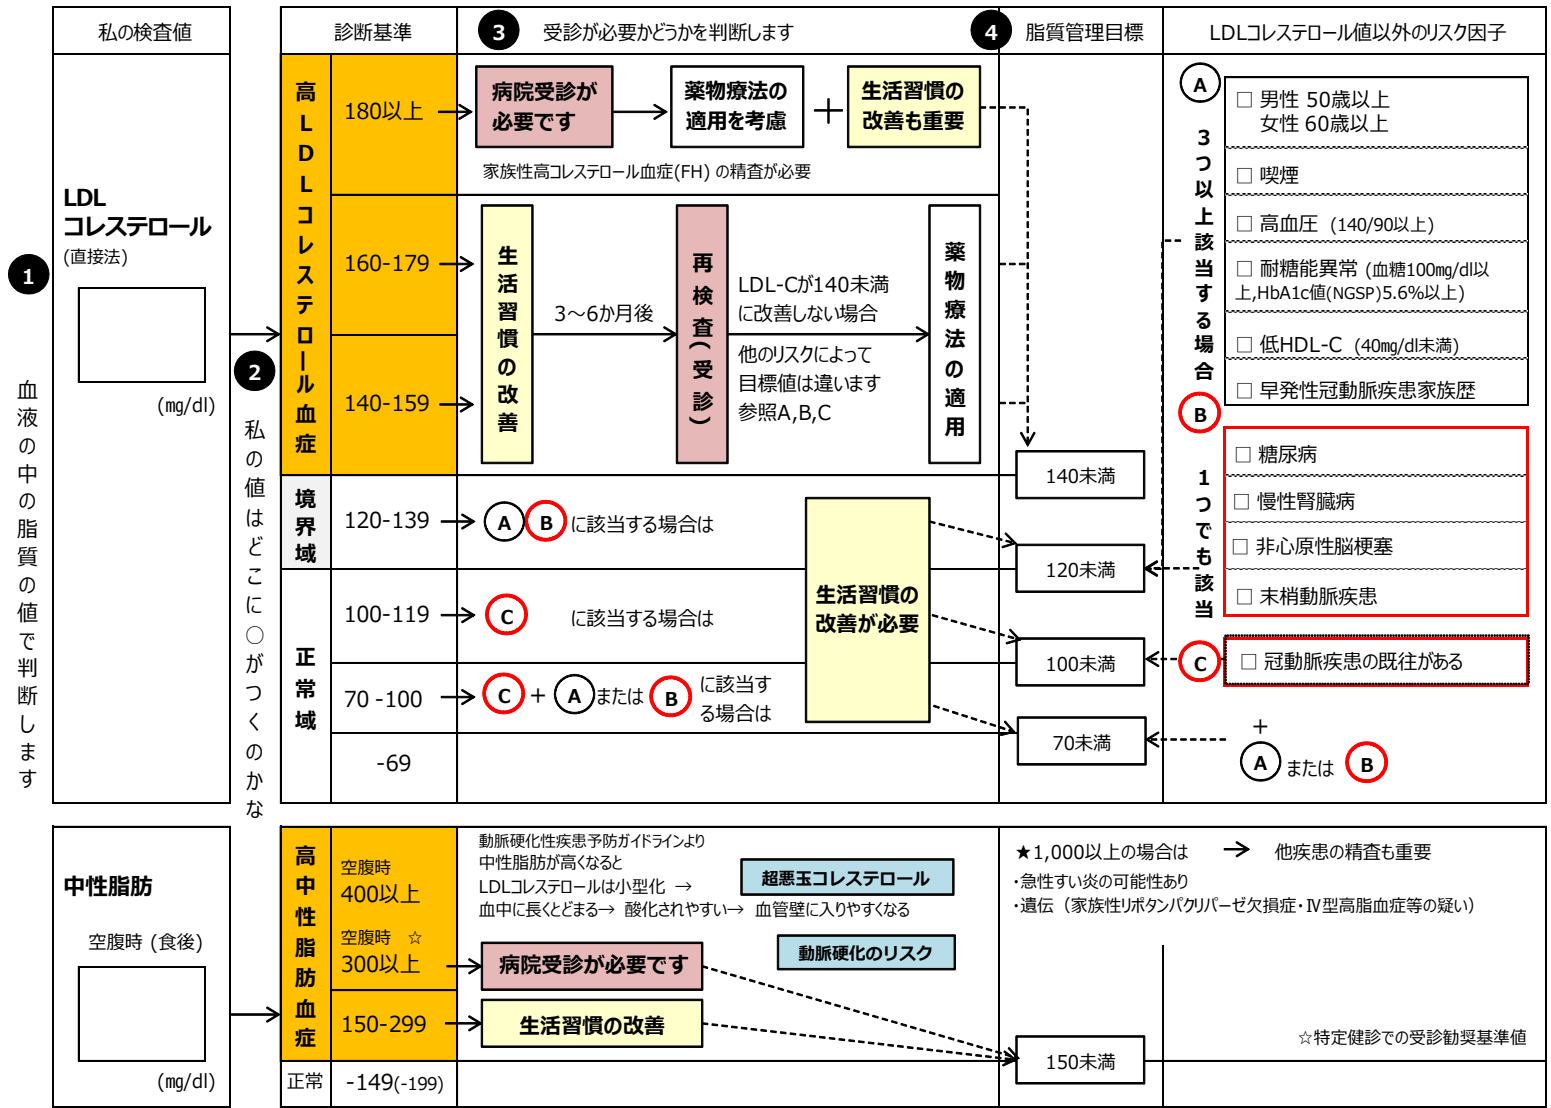 私の検査値
診断基準
3 受診が必要かどうかを判断します
4 脂質管理目標
LDLコレステロール値以外のリスク因子
1
血液の中の脂質の値で判断します
LDL
コレステロール
(直接法)
(㎎/dl)
2
私の値はどこに○がつくのかな
高LDLコレステロール血症
180以上
病院受診が
必要です
薬物療法の
適用を考慮
＋
生活習慣の
改善も重要
家族性高コレステロール血症(FH) の精査が必要
160-179
140-159
生活習慣の改善
3～6か月後
再検査(受診)
LDL-Cが140未満
に改善しない場合
他のリスクによって
目標値は違います
参照A,B,C
薬物療法の適用
140未満
境界域
120-139
A B に該当する場合は
120未満
正常域
100-119
C に該当する場合は
生活習慣の
改善が必要
100未満
70 -100
C + A または B に該当す
る場合は
70未満
-69
A
3つ以上該当する場合
□ 男性 50歳以上
女性 60歳以上
□ 喫煙
□ 高血圧 (140/90以上)
□ 耐糖能異常 (血糖100㎎/dl以
上,HbA1c値(NGSP)5.6%以上)
□ 低HDL-C (40㎎/dl未満)
□ 早発性冠動脈疾患家族歴
B
1つでも該当
□ 糖尿病
□ 慢性腎臓病
□ 非心原性脳梗塞
□ 末梢動脈疾患
C
□ 冠動脈疾患の既往がある
＋
A または B
中性脂肪
空腹時 (食後)
(㎎/dl)
高中性脂肪血症
空腹時
400以上
空腹時 ☆
300以上
150-299
正常
-149(-199)
動脈硬化性疾患予防ガイドラインより
中性脂肪が高くなると
LDLコレステロールは小型化 →
血中に長くとどまる→ 酸化されやすい→ 血管壁に入りやすくなる
超悪玉コレステロール
動脈硬化のリスク
病院受診が必要です
生活習慣の改善
150未満
★1,000以上の場合は → 他疾患の精査も重要
・急性すい炎の可能性あり
・遺伝（家族性リポタンパクリパーゼ欠損症・Ⅳ型高脂血症等の疑い）
☆特定健診での受診勧奨基準値